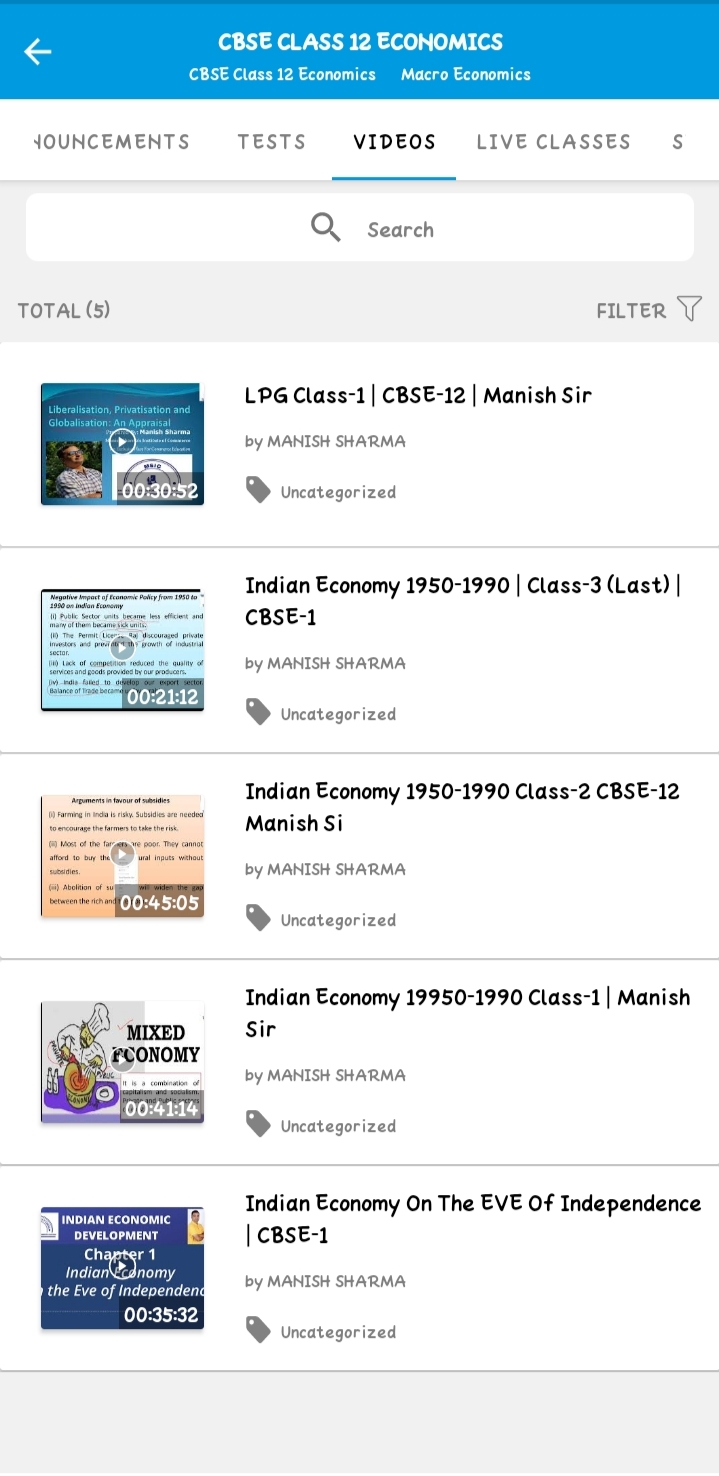 CBSE CLASS 12 ECONOMICS
CBSE Class 12 Economics Macro Economics
NOUNCEMENTS TESTS VIDEOS LIVE CLASSES S
Search
TOTAL (5) FILTER
Liberalisation, Privatisation and
Globalisation: An Appraisal
Manish Sharma
00:30:52
LPG Class-1 | CBSE-12 | Manish Sir
by MANISH SHARMA
Uncategorized
Negative Impact of Economic Policy from 1950 to
1990 on Indian Economy
(i) Public Sector units became less efficient and
many of them became sick units.
(ii) The Permit License Raj discouraged private
investors and the growth of industrial
sector.
(iii) Lack of competition reduced the quality of
services and goods provided by our producers.
(iv) India failed to develop our export sector.
Balance of Trade became
00:21:12
Indian Economy 1950-1990 | Class-3 (Last) |
CBSE-1
by MANISH SHARMA
Uncategorized
Arguments in favour of subsidies
(i) Farming in India is risky. Subsidies are needed
to encourage the farmers to take the risk.
(ii) Most of the farmers are poor. They cannot
afford to buy the ural inputs without
subsidies.
(iii) Abolition of su will widen the gap
between the rich and
00:45:05
Indian Economy 1950-1990 Class-2 CBSE-12
Manish Si
by MANISH SHARMA
Uncategorized
MIXED
ECONOMY
It is a combination of
capitalism and socialism.
00:41:14
Indian Economy 19950-1990 Class-1 | Manish
Sir
by MANISH SHARMA
Uncategorized
INDIAN ECONOMIC
DEVELOPMENT
Chapter 1
Indian Economy
the Eve of Independenc
00:35:32
Indian Economy On The EVE Of Independence
| CBSE-1
by MANISH SHARMA
Uncategorized